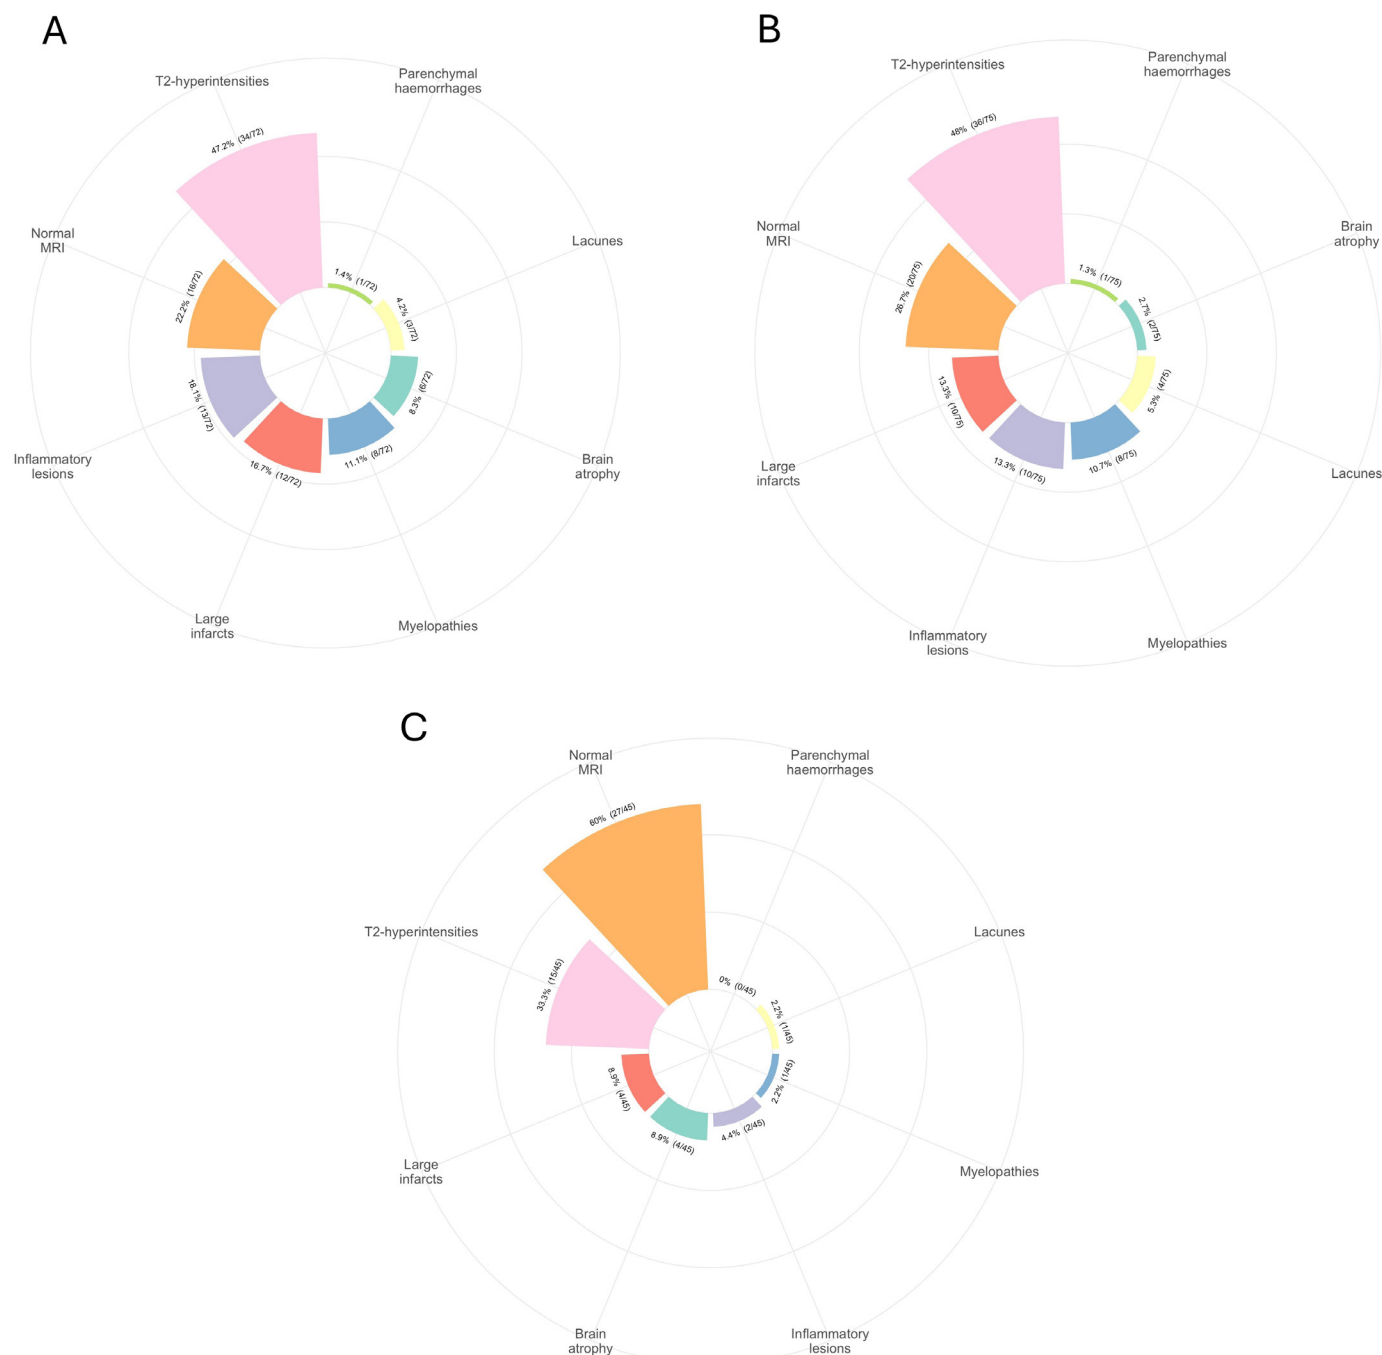 A
T2-hyperintensities
Parenchymal
haemorrhages
47.2% (34/72)
Normal
MRI
Lacunes
1.4% (1/72)
22.2% (16/72)
4.2% (3/72)
8.3% (6/72)
18.1% (13/72)
11.1% (8/72)
16.7% (12/72)
Inflammatory
lesions
Brain
atrophy
Large
infarcts
Myelopathies
B
T2-hyperintensities
Parenchymal
haemorrhages
48% (36/75)
Normal
MRI
Brain
atrophy
26.7% (20/75)
1.3% (1/75)
2.7% (2/75)
5.3% (4/75)
13.3% (10/75)
13.3% (10/75)
10.7% (8/75)
Large
infarcts
Lacunes
Inflammatory
lesions
Myelopathies
C
Normal
MRI
Parenchymal
haemorrhages
60% (27/45)
T2-hyperintensities
Lacunes
33.3% (15/45)
0% (0/45)
2.2% (1/45)
2.2% (1/45)
8.9% (4/45)
8.9% (4/45)
4.4% (2/45)
Large
infarcts
Myelopathies
Brain
atrophy
Inflammatory
lesions